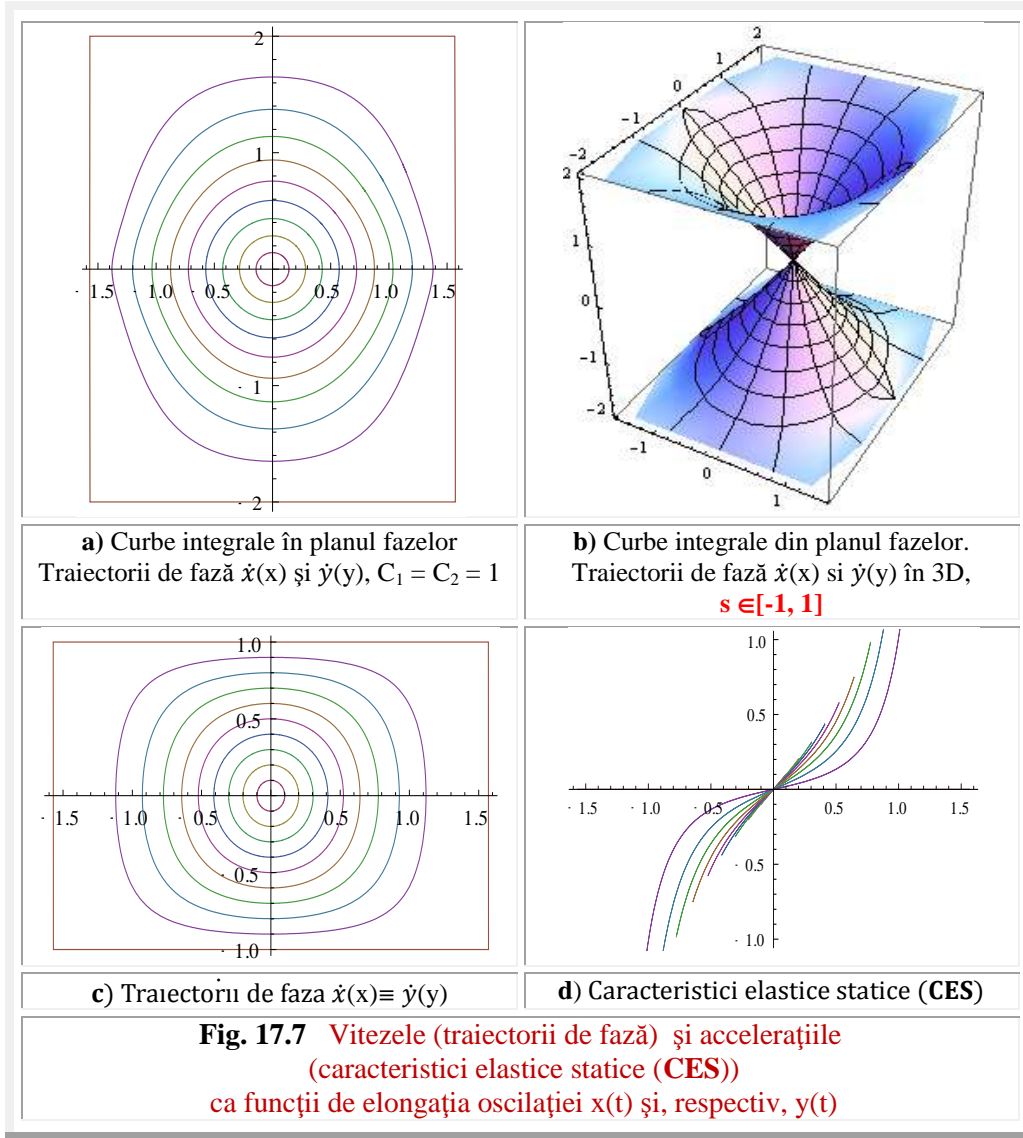 2
1
- 1.5 - 1.0 - 0.5 0.5 1.0 1.5
- 1
- 2
2
1
0
-1
-2
2
1
0
-1
-2
-1
0
1
a) Curbe integrale în planul fazelor
Traiectorii de fază ẋ(x) şi ẏ(y), C₁ = C₂ = 1
b) Curbe integrale din planul fazelor.
Traiectorii de fază ẋ(x) si ẏ(y) în 3D,
s ∈[-1, 1]
1.0
0.5
- 1.5 - 1.0 - 0.5 0.5 1.0 1.5
- 0.5
- 1.0
1.0
0.5
- 1.5 - 1.0 - 0.5 0.5 1.0 1.5
- 0.5
- 1.0
c) Traiectorii de faza ẋ(x)≡ ẏ(y)
d) Caracteristici elastice statice (CES)
Fig. 17.7 Vitezele (traiectorii de fază) şi acceleraţiile
(caracteristici elastice statice (CES))
ca funcţii de elongaţia oscilaţiei x(t) şi, respectiv, y(t)